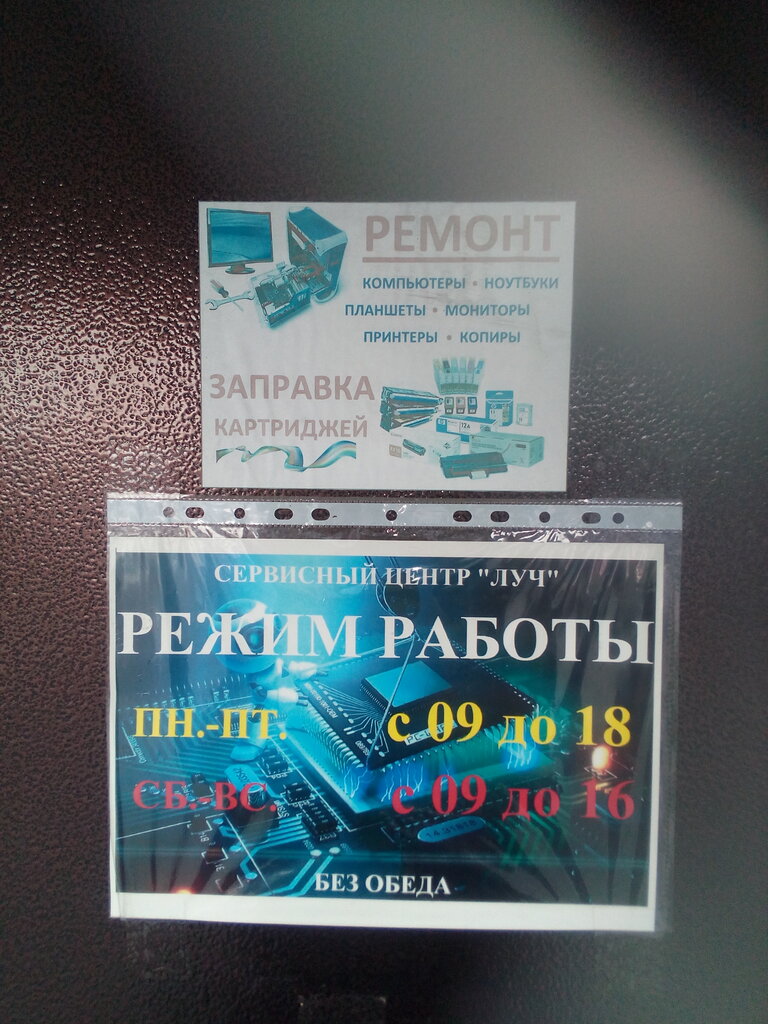 РЕМОНТ
КОМПЬЮТЕРЫ • НОУТБУКИ
ПЛАНШЕТЫ • МОНИТОРЫ
ПРИНТЕРЫ • КОПИРЫ
ЗАПРАВКА
КАРТРИДЖЕЙ
12A
СЕРВИСНЫЙ ЦЕНТР "ЛУЧ"
РЕЖИМ РАБОТЫ
ПН.-ПТ. с 09 до 18
СБ.-ВС. с 09 до 16
БЕЗ ОБЕДА